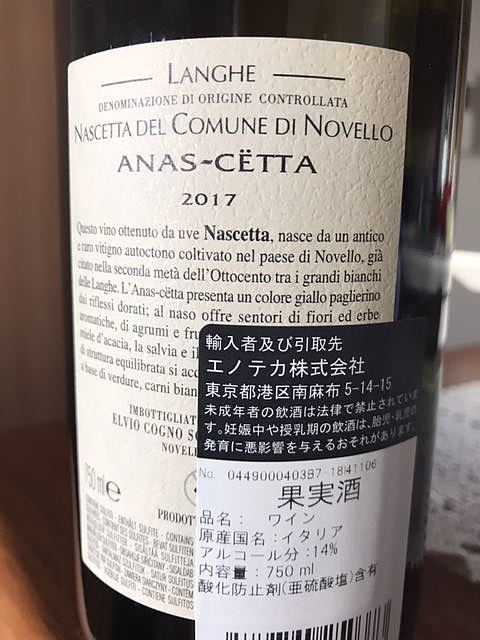 LANGHE
DENOMINAZIONE DI ORIGINE CONTROLLATA
NASCETTA DEL COMUNE DI NOVELLO
ANAS-CËTTA
2017
Questo vino ottenuto da uve Nascetta, nasce da un antico
e raro vitigno autoctono coltivato nel paese di Novello, già
citato nella seconda metà dell'Ottocento tra i grandi bianchi
delle Langhe. L'Anas-cëtta presenta un colore giallo paglierino
dai riflessi dorati; al naso offre sentori di fiori ed erbe
aromatiche, di agrumi e
miele d'acacia, la salvia e
di struttura equilibrata si
a base di verdure, carni
IMBOTTIGLIAT
ELVIO COGNO
NOVELL
750 ml e
PRODOT
輸入者及び引取先
エノテカ株式会社
東京都港区南麻布 5-14-15
未成年者の飲酒は法律で禁止されていま
す。妊娠中や授乳期の飲酒は、胎児・乳児の
発育に悪影響を与えるおそれがあります。
No. 0449000403B7-18I41106
果実酒
品名： ワイン
原産国名：イタリア
アルコール分：14%
内容量：750 ml
酸化防止剤(亜硫酸塩)含有